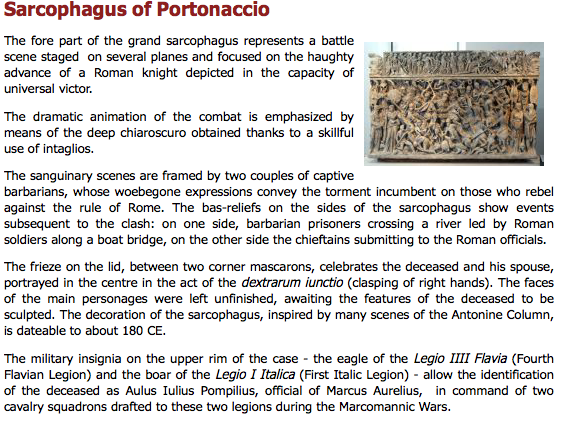 Sarcophagus of Portonaccio
The fore part of the grand sarcophagus represents a battle
scene staged on several planes and focused on the haughty
advance of a Roman knight depicted in the capacity of
universal victor.
The dramatic animation of the combat is emphasized by
means of the deep chiaroscuro obtained thanks to a skillful
use of intaglios.
The sanguinary scenes are framed by two couples of captive
barbarians, whose woebegone expressions convey the torment incumbent on those who rebel
against the rule of Rome. The bas-reliefs on the sides of the sarcophagus show events
subsequent to the clash: on one side, barbarian prisoners crossing a river led by Roman
soldiers along a boat bridge, on the other side the chieftains submitting to the Roman officials.
The frieze on the lid, between two corner mascarons, celebrates the deceased and his spouse,
portrayed in the centre in the act of the dextrarum iunctio (clasping of right hands). The faces
of the main personages were left unfinished, awaiting the features of the deceased to be
sculpted. The decoration of the sarcophagus, inspired by many scenes of the Antonine Column,
is dateable to about 180 CE.
The military insignia on the upper rim of the case - the eagle of the Legio IIII Flavia (Fourth
Flavian Legion) and the boar of the Legio I Italica (First Italic Legion) - allow the identification
of the deceased as Aulus Iulius Pompilius, official of Marcus Aurelius, in command of two
cavalry squadrons drafted to these two legions during the Marcomannic Wars.